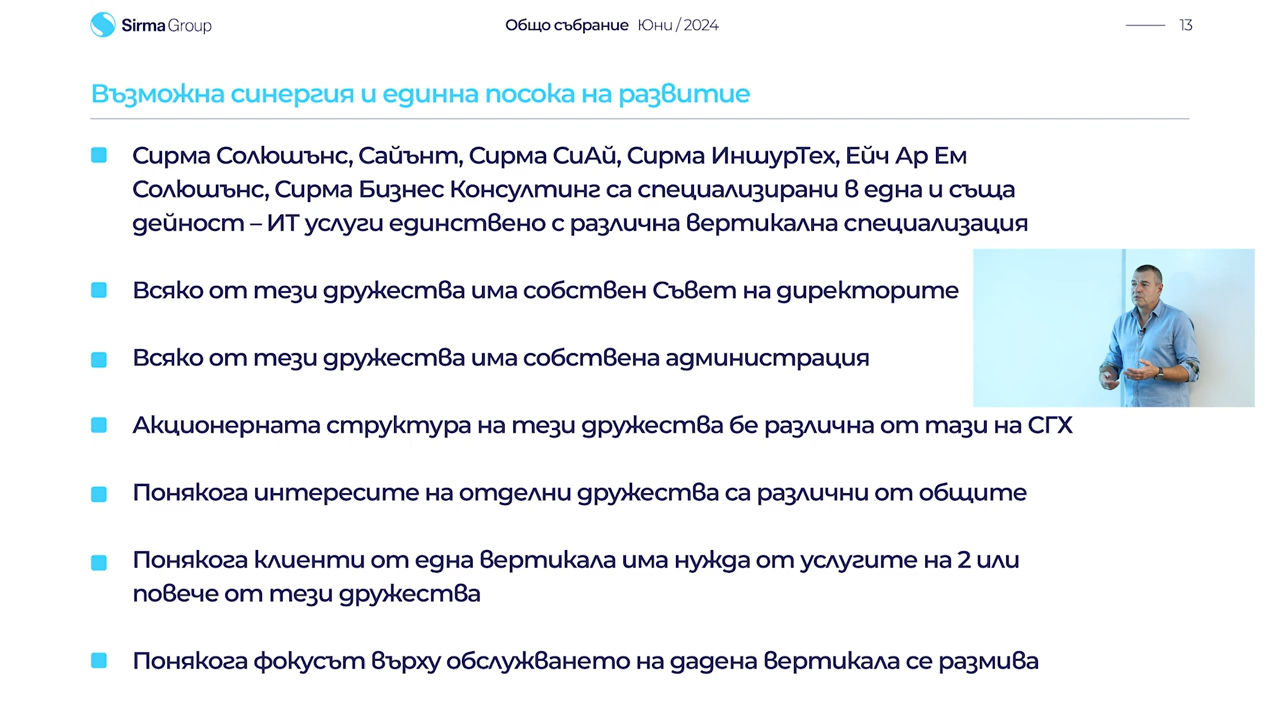 Sirma Group
Общо събрание Юни / 2024
13
Възможна синергия и единна посока на развитие
Сирма Солюшънс, Сайънт, Сирма СиАй, Сирма ИншурТех, Ейч Ар Ем
Солюшънс, Сирма Бизнес Консултинг са специализирани в една и съща
дейност – ИТ услуги единствено с различна вертикална специализация
Всяко от тези дружества има собствен Съвет на директорите
Всяко от тези дружества има собствена администрация
Акционерната структура на тези дружества бе различна от тази на СГХ
Понякога интересите на отделни дружества са различни от общите
Понякога клиенти от една вертикала има нужда от услугите на 2 или
повече от тези дружества
Понякога фокусът върху обслужването на дадена вертикала се размива